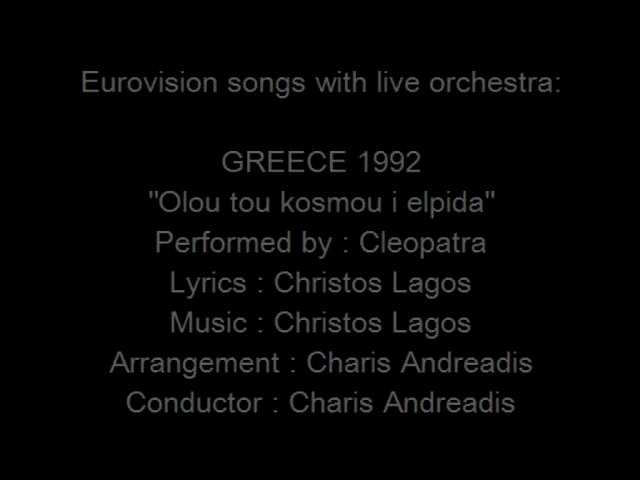 Eurovision songs with live orchestra:
GREECE 1992
"Olou tou kosmou i elpida"
Performed by : Cleopatra
Lyrics : Christos Lagos
Music : Christos Lagos
Arrangement : Charis Andreadis
Conductor : Charis Andreadis